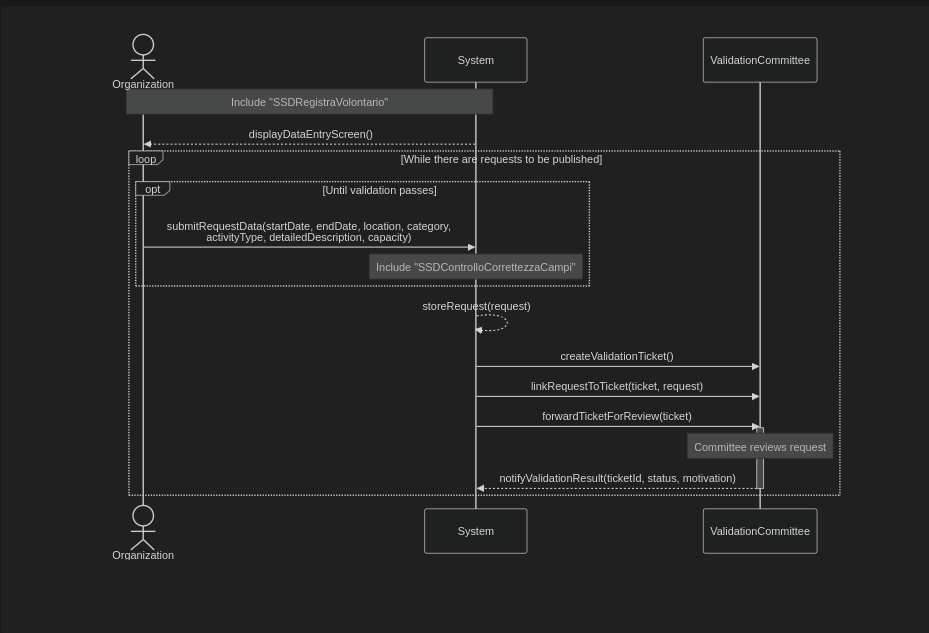 Organization
System
ValidationCommittee
Include "SSDRegistraVolontario"
displayDataEntryScreen()
loop
[While there are requests to be published]
opt
[Until validation passes]
submitRequestData(startDate, endDate, location, category,
activityType, detailedDescription, capacity)
Include "SSDControlloCorrettezzaCampi"
storeRequest(request)
createValidationTicket()
linkRequestToTicket(ticket, request)
forwardTicketForReview(ticket)
Committee reviews request
notifyValidationResult(ticketId, status, motivation)
Organization
System
ValidationCommittee